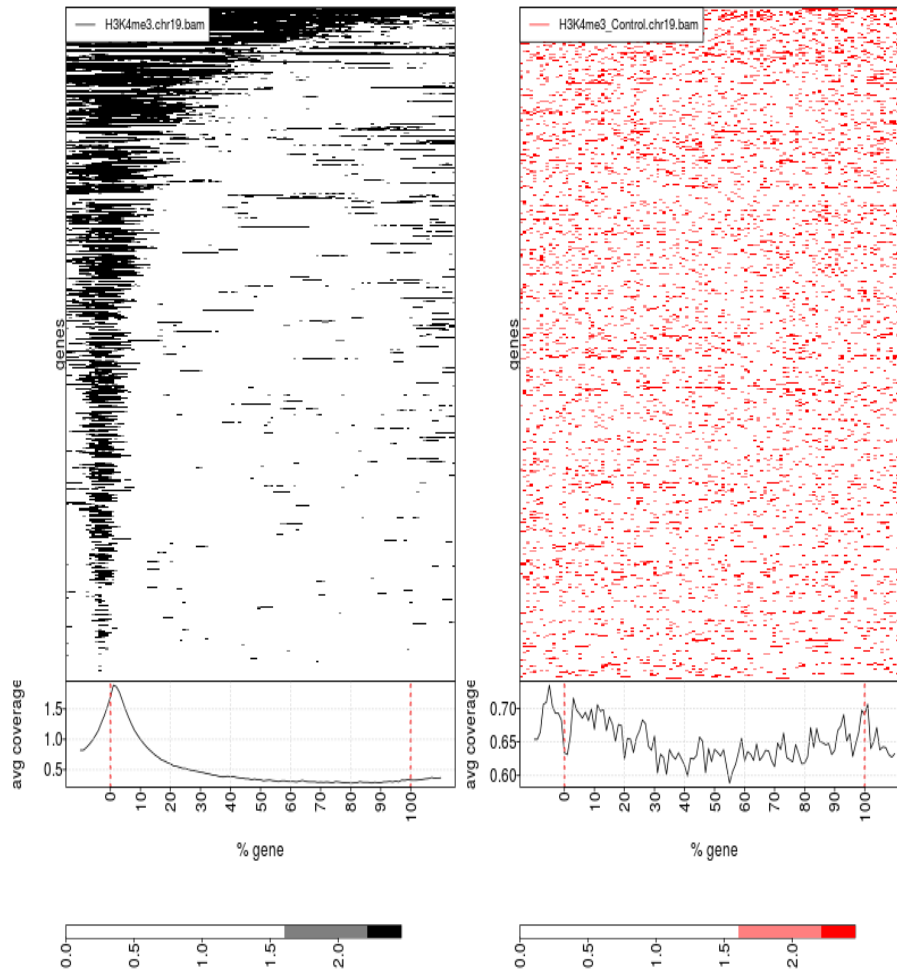 H3K4me3.chr19.bam
H3K4me3_Control.chr19.bam
genes
genes
avg coverage
1.5
1.0
0.5
avg coverage
0.70
0.65
0.60
0 10 20 30 40 50 60 70 80 90 100
0 10 20 30 40 50 60 70 80 90 100
% gene
% gene
0.0 0.5 1.0 1.5 2.0
0.0 0.5 1.0 1.5 2.0